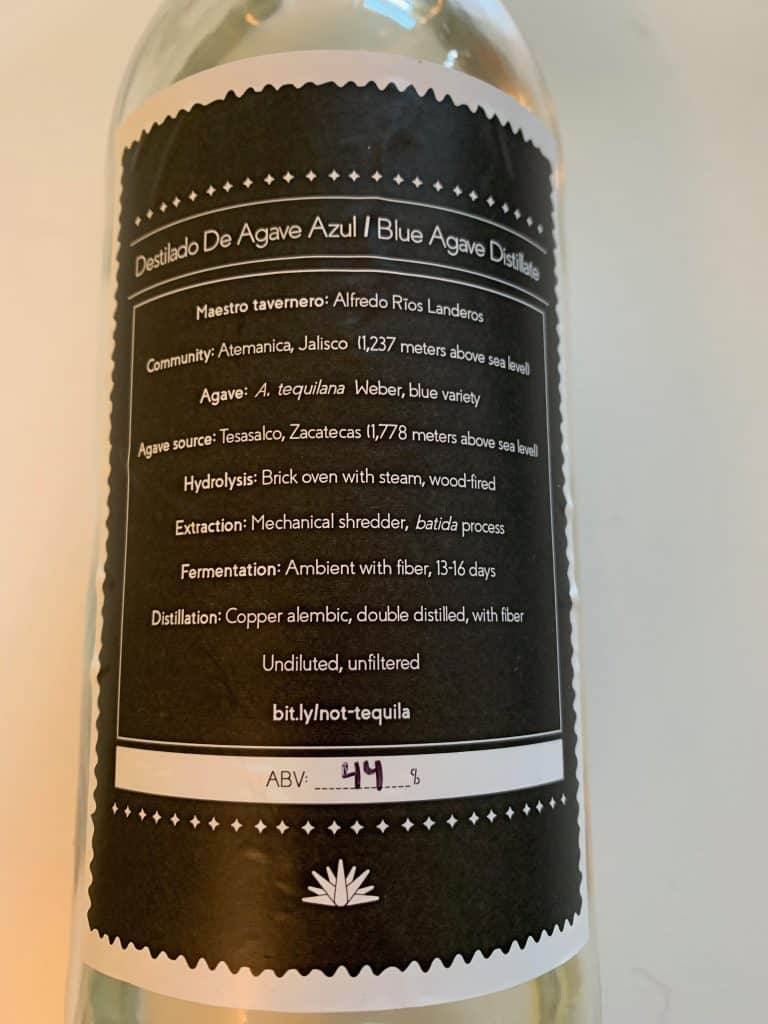 Destilado De Agave Azul / Blue Agave Distillate
Maestro tavernero: Alfredo Ríos Landeros
Community: Atemanica, Jalisco (1,237 meters above sea level)
Agave: A. tequilana Weber, blue variety
Agave source: Tesasalco, Zacatecas (1,778 meters above sea level)
Hydrolysis: Brick oven with steam, wood-fired
Extraction: Mechanical shredder, batida process
Fermentation: Ambient with fiber, 13-16 days
Distillation: Copper alembic, double distilled, with fiber
Undiluted, unfiltered
bit.ly/not-tequila
ABV: 44 %